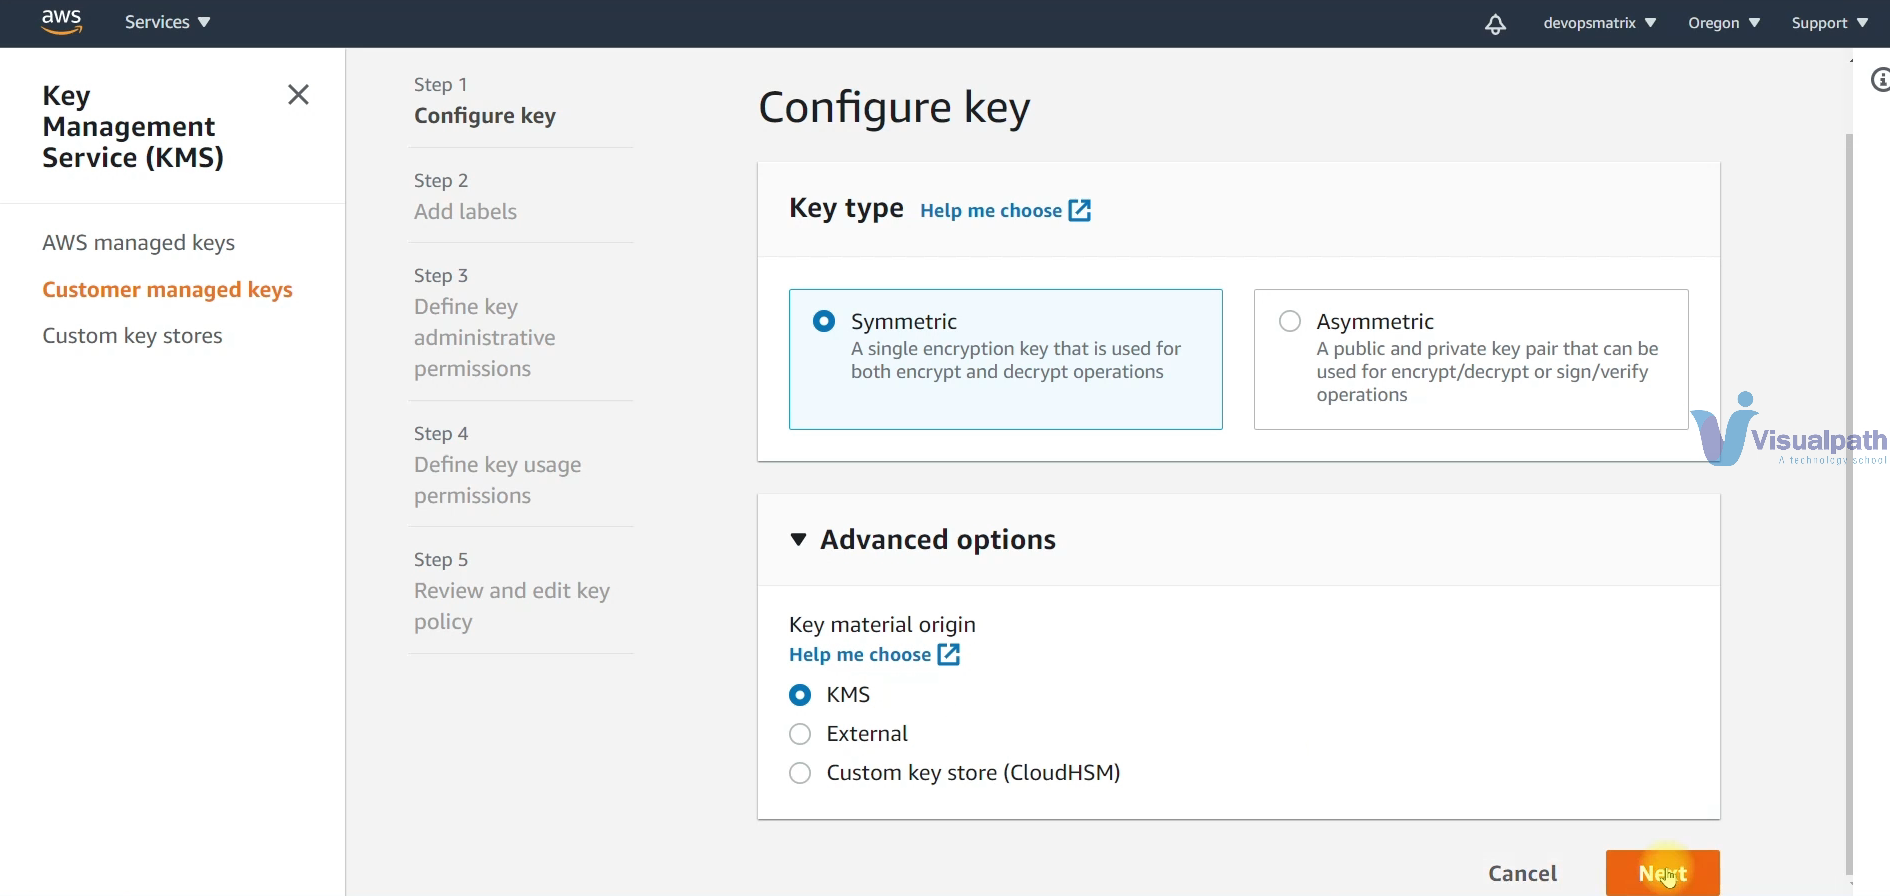 aws
Services
devopsmatrix
Oregon
Support
Key
Management
Service (KMS)
AWS managed keys
Customer managed keys
Custom key stores
Step 1
Configure key
Step 2
Add labels
Step 3
Define key
administrative
permissions
Step 4
Define key usage
permissions
Step 5
Review and edit key
policy
Configure key
Key type Help me choose
Symmetric
A single encryption key that is used for
both encrypt and decrypt operations
Asymmetric
A public and private key pair that can be
used for encrypt/decrypt or sign/verify
operations
Visualpath
A technology school
Advanced options
Key material origin
Help me choose
KMS
External
Custom key store (CloudHSM)
Cancel
Next